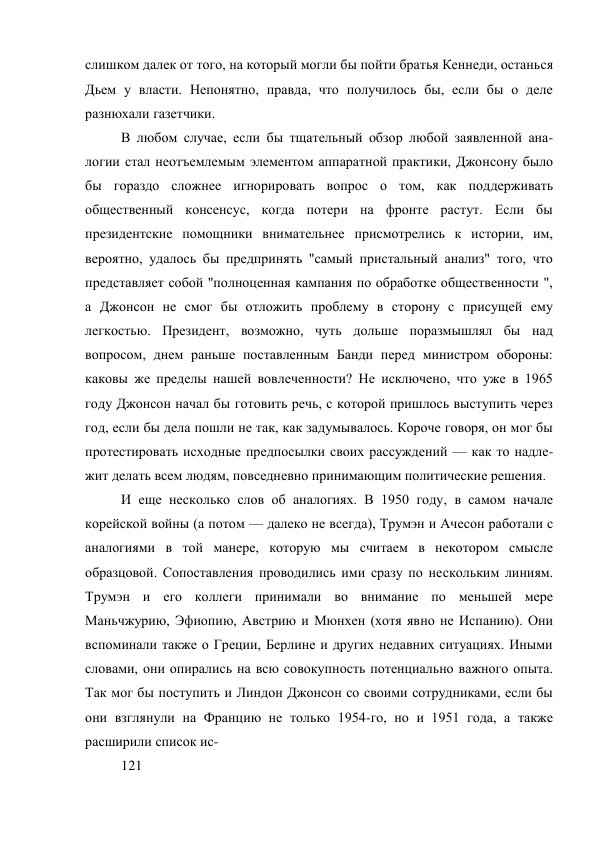 слишком далек от того, на который могли бы пойти братья Кеннеди, останься
Дьем у власти. Непонятно, правда, что получилось бы, если бы о деле
разнюхали газетчики.
В любом случае, если бы тщательный обзор любой заявленной ана-
логии стал неотъемлемым элементом аппаратной практики, Джонсону было
бы гораздо сложнее игнорировать вопрос о том, как поддерживать
общественный консенсус, когда потери на фронте растут. Если бы
президентские помощники внимательнее присмотрелись к истории, им,
вероятно, удалось бы предпринять "самый пристальный анализ" того, что
представляет собой "полноценная кампания по обработке общественности ",
а Джонсон не смог бы отложить проблему в сторону с присущей ему
легкостью. Президент, возможно, чуть дольше поразмышлял бы над
вопросом, днем раньше поставленным Банди перед министром обороны:
каковы же пределы нашей вовлеченности? Не исключено, что уже в 1965
году Джонсон начал бы готовить речь, с которой пришлось выступить через
год, если бы дела пошли не так, как задумывалось. Короче говоря, он мог бы
протестировать исходные предпосылки своих рассуждений — как то надле-
жит делать всем людям, повседневно принимающим политические решения.
И еще несколько слов об аналогиях. В 1950 году, в самом начале
корейской войны (а потом — далеко не всегда), Трумэн и Ачесон работали с
аналогиями в той манере, которую мы считаем в некотором смысле
образцовой. Сопоставления проводились ими сразу по нескольким линиям.
Трумэн и его коллеги принимали во внимание по меньшей мере
Маньчжурию, Эфиопию, Австрию и Мюнхен (хотя явно не Испанию). Они
вспоминали также о Греции, Берлине и других недавних ситуациях. Иными
словами, они опирались на всю совокупность потенциально важного опыта.
Так мог бы поступить и Линдон Джонсон со своими сотрудниками, если бы
они взглянули на Францию не только 1954-го, но и 1951 года, а также
расширили список ис-
121